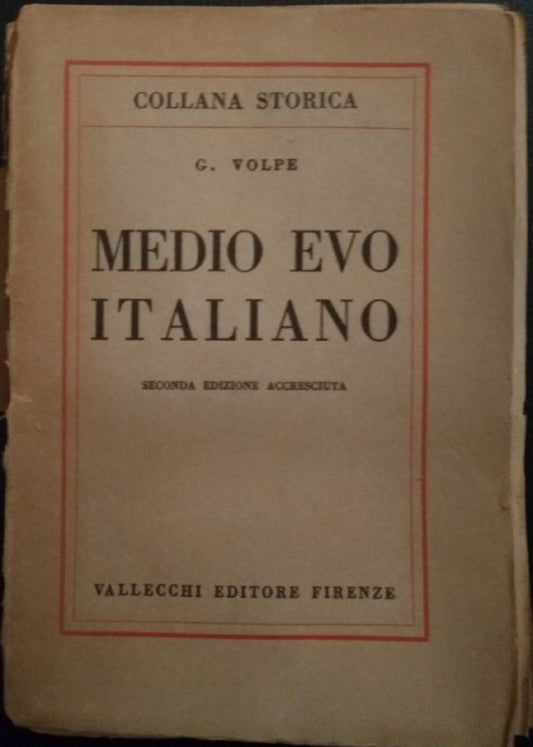 COLLANA STORICA
G. VOLPE
MEDIO EVO
ITALIANO
SECONDA EDIZIONE ACCRESCIUTA
VALLECCHI EDITORE FIRENZE